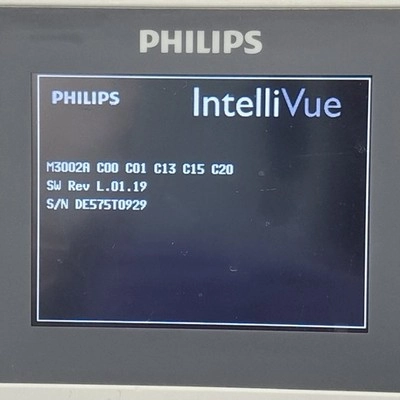 PHILIPS
PHILIPS IntelliVue
M3002A C00 C01 C13 C15 C20
SW Rev L.01.19
S/N DE575T0929